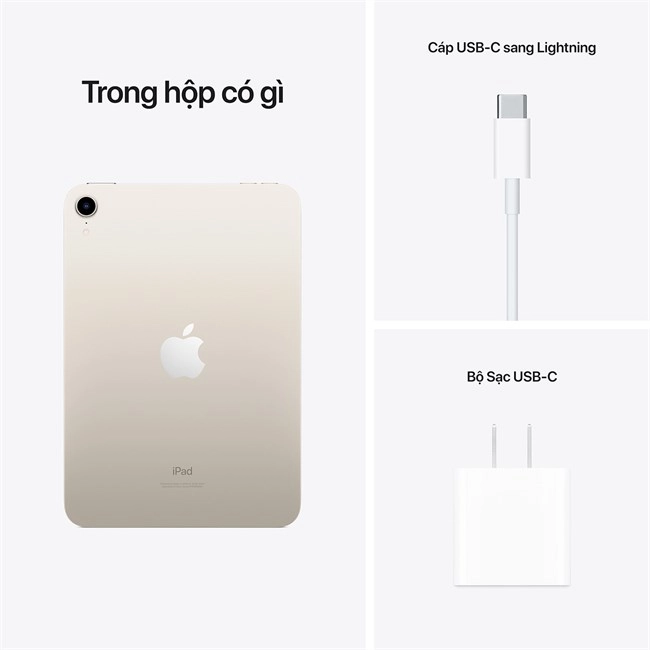 Trong hộp có gì
iPad
Cáp USB-C sang Lightning
Bộ Sạc USB-C